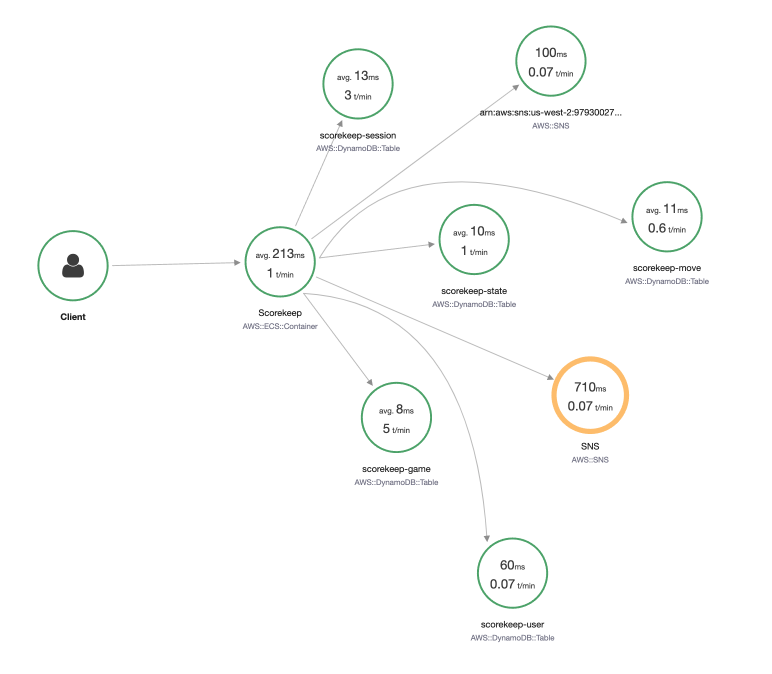 100ms
0.07 t/min
arn:aws:sns:us-west-2:97930027...
AWS::SNS
avg. 13ms
3 t/min
scorekeep-session
AWS::DynamoDB::Table
avg. 11ms
0.6 t/min
scorekeep-move
AWS::DynamoDB::Table
avg. 10ms
1 t/min
scorekeep-state
AWS::DynamoDB::Table
Client
avg. 213ms
1 t/min
Scorekeep
AWS::ECS::Container
710ms
0.07 t/min
SNS
AWS::SNS
avg. 8ms
5 t/min
scorekeep-game
AWS::DynamoDB::Table
60ms
0.07 t/min
scorekeep-user
AWS::DynamoDB::Table